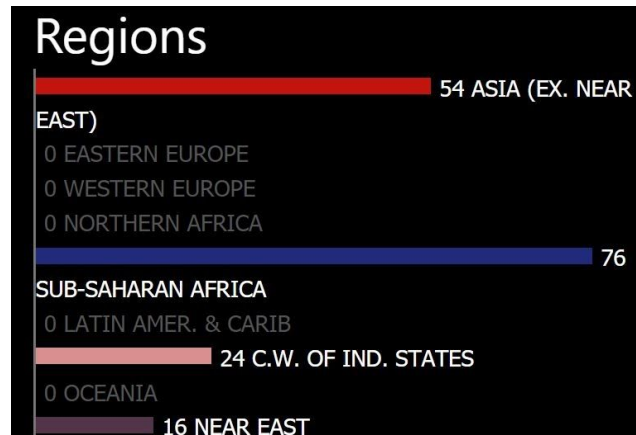 Regions
54 ASIA (EX. NEAR
EAST)
0 EASTERN EUROPE
0 WESTERN EUROPE
0 NORTHERN AFRICA
76
SUB-SAHARAN AFRICA
0 LATIN AMER. & CARIB
24 C.W. OF IND. STATES
0 OCEANIA
16 NEAR EAST